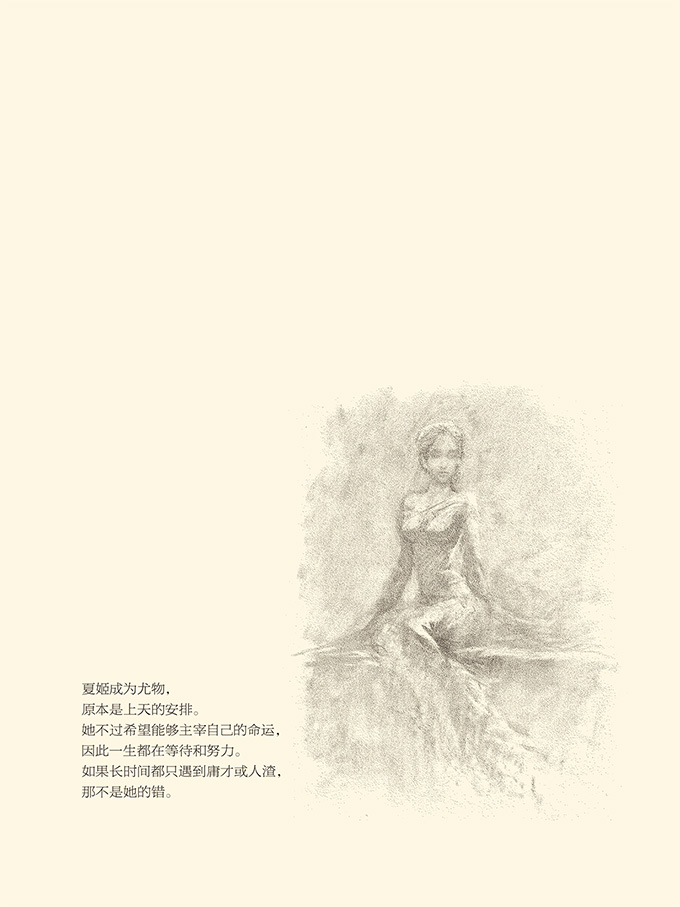 夏姬成为尤物，
原本是上天的安排。
她不过希望能够主宰自己的命运，
因此一生都在等待和努力。
如果长时间都只遇到庸才或人渣，
那不是她的错。